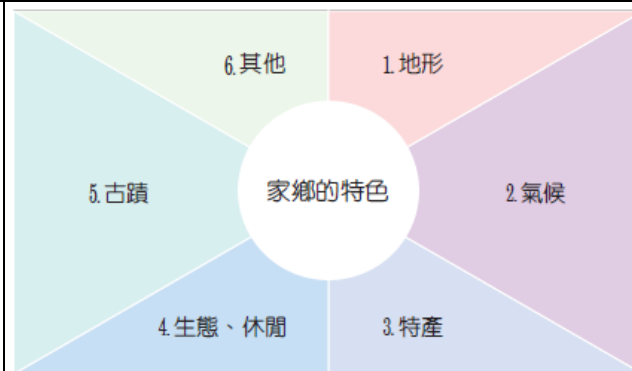 家鄉的特色
1.地形
2.氣候
3.特產
4.生態、休閒
5.古蹟
6.其他